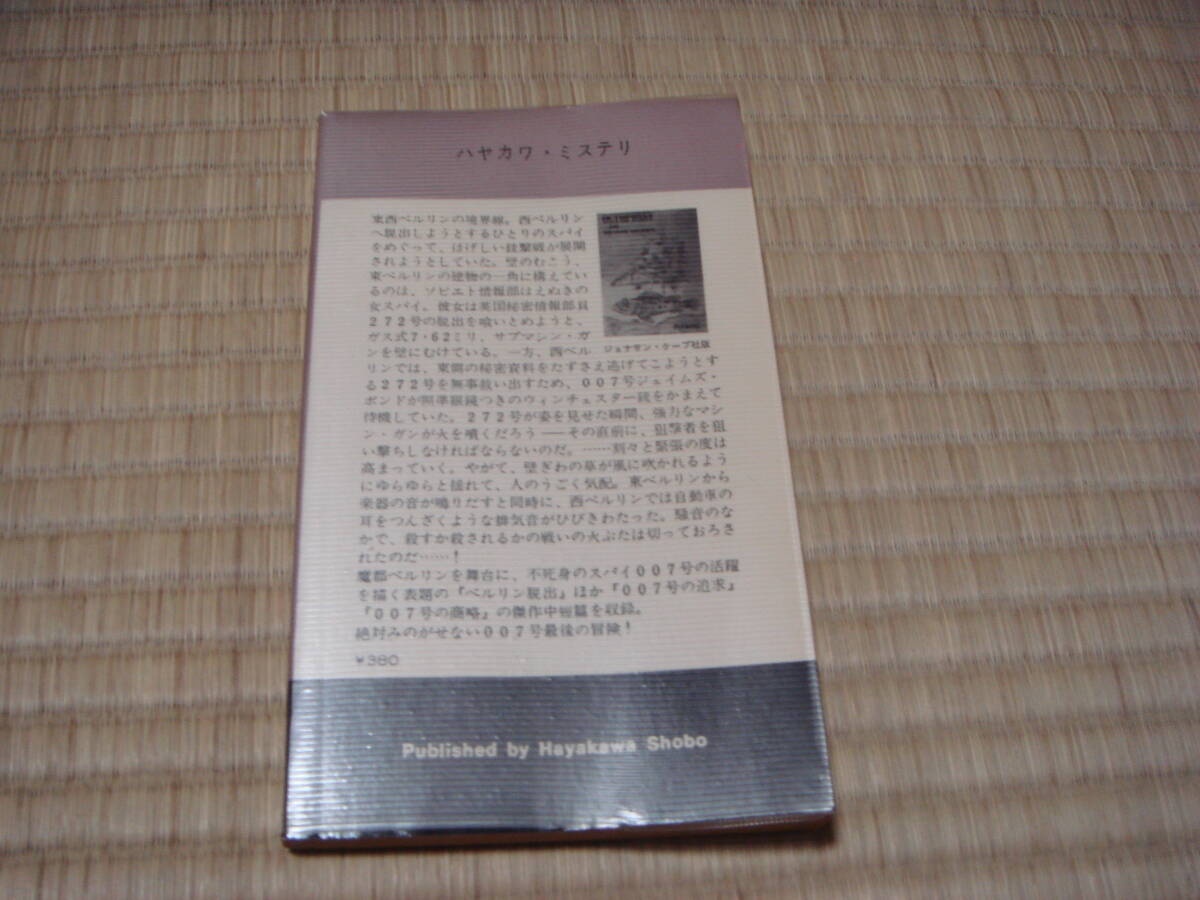 ハヤカワ・ミステリ
東西ベルリンの境界線。西ベルリン
へ脱出しようとするひとりのスパイ
をめぐって、はげしい狙撃戦が展開
されようとしていた。壁のむこう、
東ベルリンの建物の一角に構えてい
るのは、ソビエト情報部はえぬきの
女スパイ。彼女は英国秘密情報部員
272号の脱出を喰いとめようと、
ガス式7・62ミリ、サブマシン・ガ
ンを壁にむけている。一方、西ベル
ジョナサン・ケープ社版
リンでは、東側の秘密資料をたずさえ逃げてこようとす
る272号を無事救い出すため、007号ジェイムズ・
ボンドが照準眼鏡つきのウィンチェスター銃をかまえて
待機していた。272号が姿を見せた瞬間、強力なマシ
ン・ガンが火を噴くだろう――その直前に、狙撃者を狙
い撃ちしなければならないのだ。……刻々と緊張の度は
高まっていく。やがて、壁ぎわの草が風に吹かれるよう
にゆらゆらと揺れて、人のうごく気配。東ベルリンから
楽器の音が鳴りだすと同時に、西ベルリンでは自動車の
耳をつんざくような排気音がひびきわたった。騒音のな
かで、殺すか殺されるかの戦いの火ぶたは切っておろさ
れたのだ……！
魔都ベルリンを舞台に、不死身のスパイ007号の活躍
を描く表題の『ベルリン脱出』ほか『007号の追求』
『007号の商略』の傑作中短篇を収録。
絶対みのがせない007号最後の冒険！
¥380
Published by Hayakawa Shobo